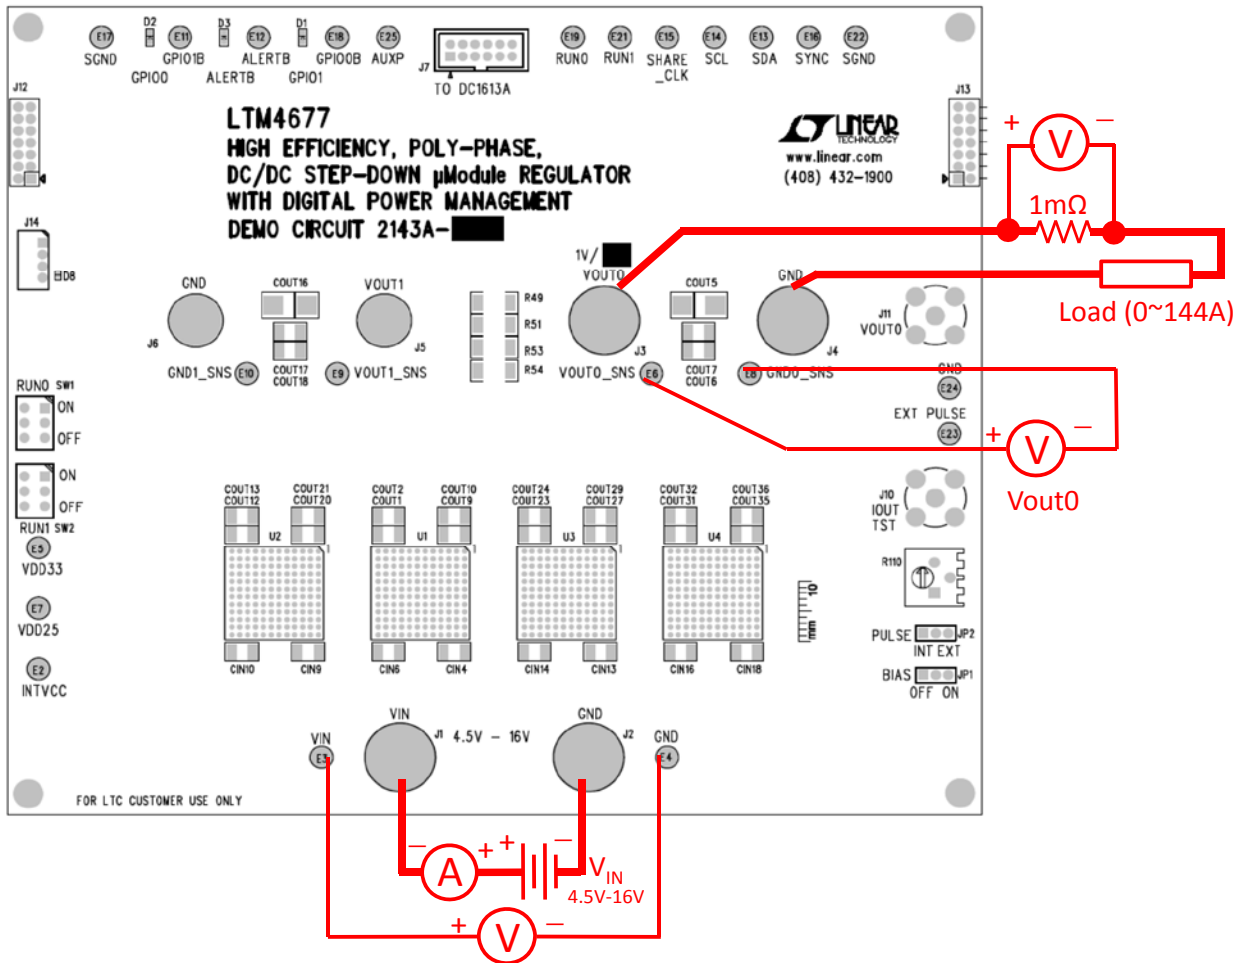 E17 D2 E11 D3 E12 D1 E18 E25 E19 E21 E15 E14 E13 E16 E22
SGND GPIO0 GPIO1B ALERTB ALERTB GPIO1 GPIO0B AUXP J7 RUN0 RUN1 SHARE_CLK SCL SDA SYNC SGND
TO DC1613A
J12
J13
LTM4677
HIGH EFFICIENCY, POLY-PHASE,
DC/DC STEP-DOWN µModule REGULATOR
WITH DIGITAL POWER MANAGEMENT
DEMO CIRCUIT 2143A-
LINEAR
TECHNOLOGY
www.linear.com
(408) 432-1900
+ V −
1mΩ
J14
D8
1V/
GND COUT16 VOUT1 VOUT0 COUT5 GND
R49
R51
R53
R54
J6 J5 J3 J4
J11
VOUT0
Load (0~144A)
GND1_SNS E10 COUT17 COUT18 E9 VOUT1_SNS VOUT0_SNS E6 COUT7 COUT6 E8 GND0_SNS
GND
E24
EXT PULSE
E23
+ V −
Vout0
RUN0 SW1
ON
OFF
ON
OFF
RUN1 SW2
E5
VDD33
E7
VDD25
E2
INTVCC
COUT13 COUT21 COUT2 COUT10 COUT24 COUT29 COUT32 COUT36
COUT12 COUT20 COUT1 COUT9 COUT23 COUT27 COUT31 COUT35
U2 1 U1 1 U3 1 U4 1
J10
IOUT
TST
R110
10
mm
PULSE JP2
INT EXT
BIAS JP1
OFF ON
CIN10 CIN9 CIN6 CIN4 CIN14 CIN13 CIN16 CIN18
VIN GND
VIN J1 4.5V - 16V J2 GND
E3 E4
FOR LTC CUSTOMER USE ONLY
− A + + − VIN
4.5V-16V
+ V −